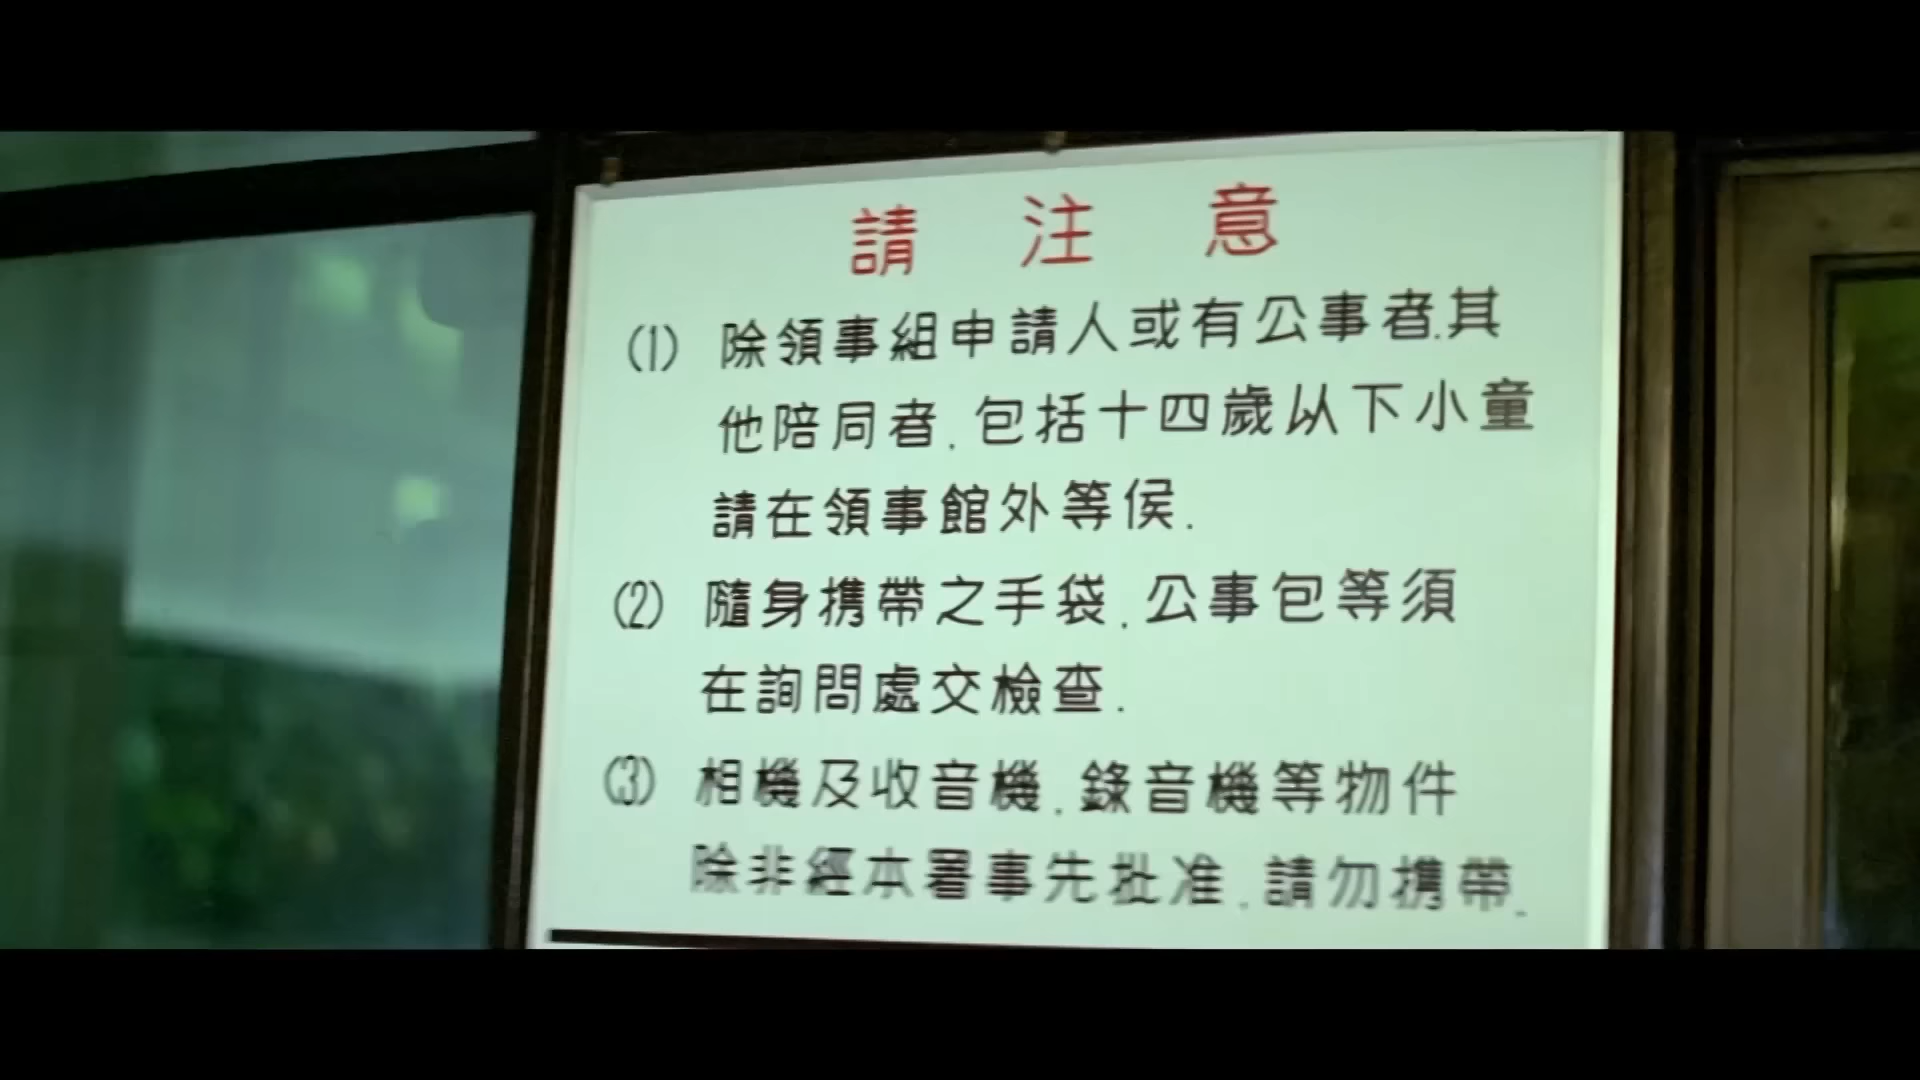 請注意
(1) 除領事組申請人或有公事者.其
他陪同者.包括十四歲以下小童
請在領事館外等侯.
(2) 隨身携帶之手袋.公事包等須
在詢問處交檢查.
(3) 相機及收音機.錄音機等物件
除非經本署事先批准.請勿携帶.